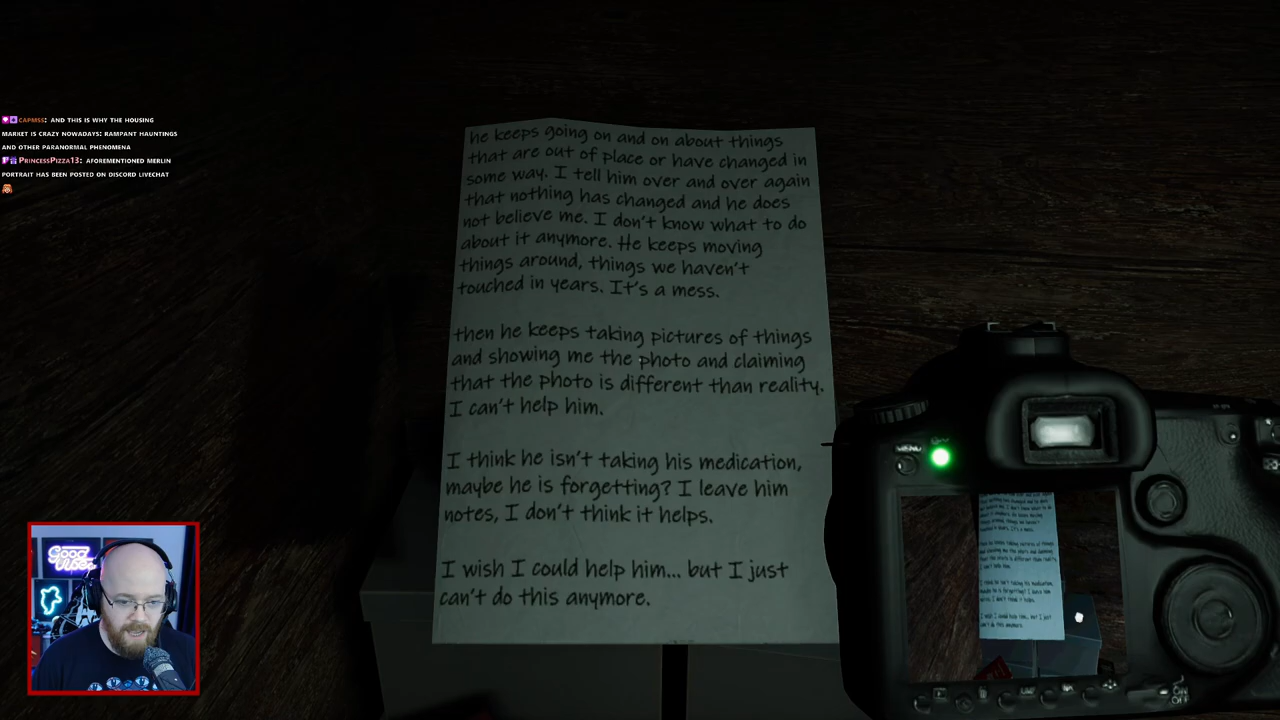 CAPMSS: AND THIS IS WHY THE HOUSING
MARKET IS CRAZY NOWADAYS: RAMPANT HAUNTINGS
AND OTHER PARANORMAL PHENOMENA
PRINCESSPIZZA13: AFOREMENTIONED MERLIN
PORTRAIT HAS BEEN POSTED ON DISCORD LIVECHAT
he keeps going on and on about things
that are out of place or have changed in
some way. I tell him over and over again
that nothing has changed and he does
not believe me. I don't know what to do
about it anymore. He keeps moving
things around, things we haven't
touched in years. It's a mess.
then he keeps taking pictures of things
and showing me the photo and claiming
that the photo is different than reality.
I can't help him.
I think he isn't taking his medication,
maybe he is forgetting? I leave him
notes, I don't think it helps.
I wish I could help him... but I just
can't do this anymore.
MENU
Good
Vibes